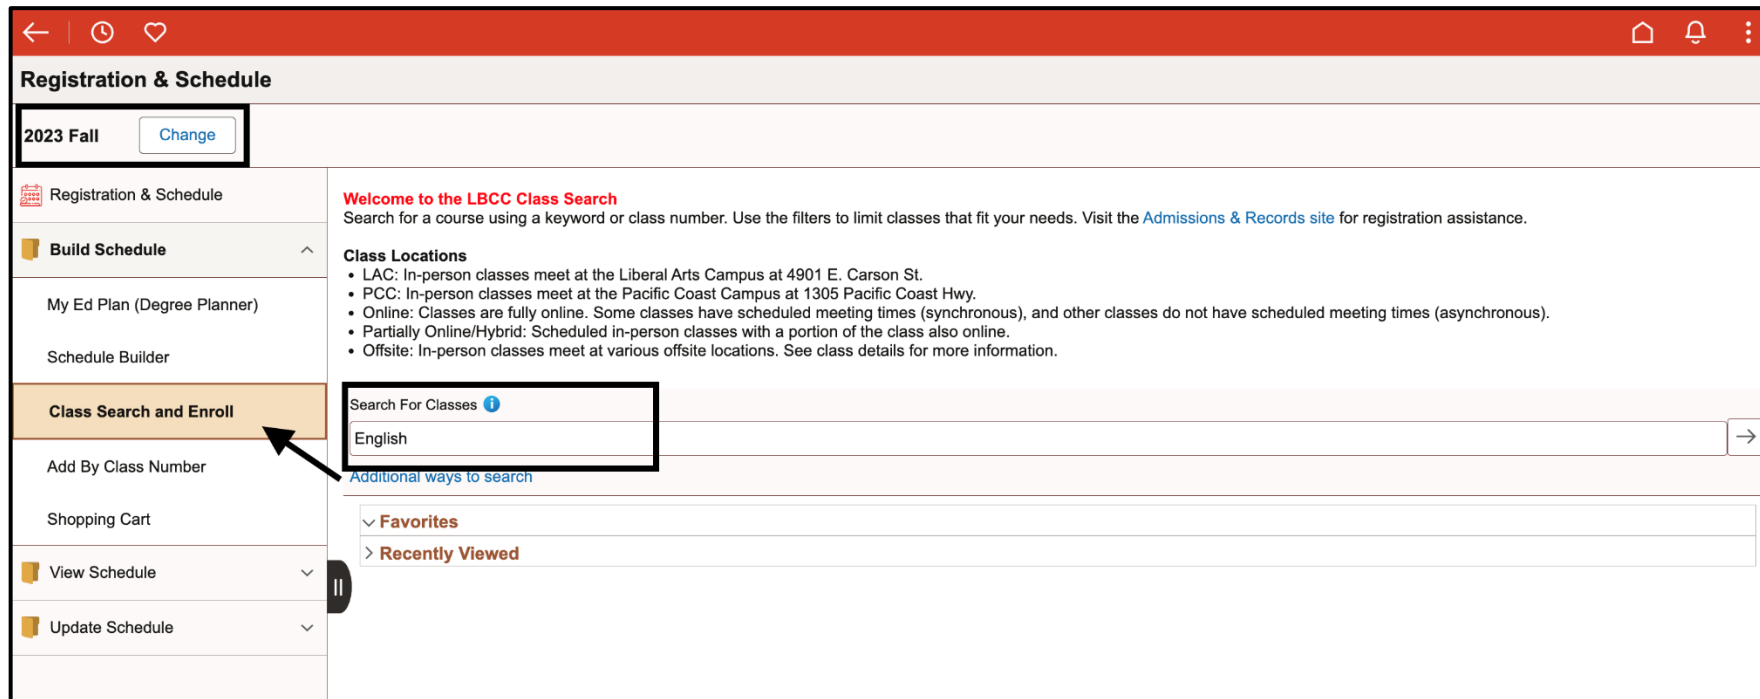 Registration & Schedule
2023 Fall
Change
Registration & Schedule
Build Schedule
My Ed Plan (Degree Planner)
Schedule Builder
Class Search and Enroll
Add By Class Number
Shopping Cart
View Schedule
Update Schedule
Welcome to the LBCC Class Search
Search for a course using a keyword or class number. Use the filters to limit classes that fit your needs. Visit the Admissions & Records site for registration assistance.
Class Locations
• LAC: In-person classes meet at the Liberal Arts Campus at 4901 E. Carson St.
• PCC: In-person classes meet at the Pacific Coast Campus at 1305 Pacific Coast Hwy.
• Online: Classes are fully online. Some classes have scheduled meeting times (synchronous), and other classes do not have scheduled meeting times (asynchronous).
• Partially Online/Hybrid: Scheduled in-person classes with a portion of the class also online.
• Offsite: In-person classes meet at various offsite locations. See class details for more information.
Search For Classes
English
Additional ways to search
Favorites
Recently Viewed